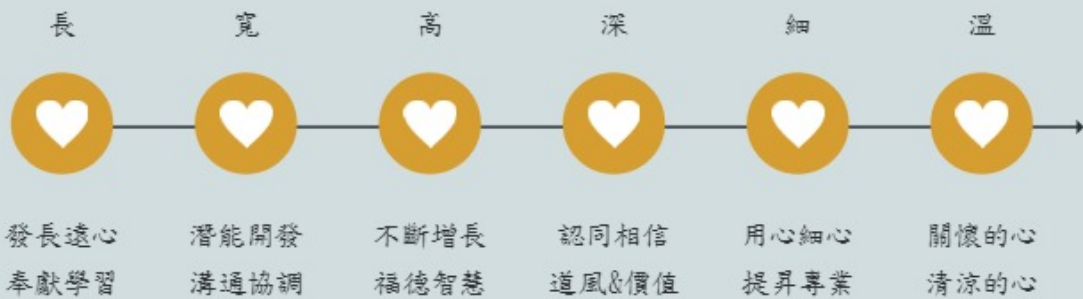 長 寬 高 深 細 溫
發長遠心 潛能開發 不斷增長 認同相信 用心細心 關懷的心
奉獻學習 溝通協調 福德智慧 道風&價值 提昇專業 清涼的心